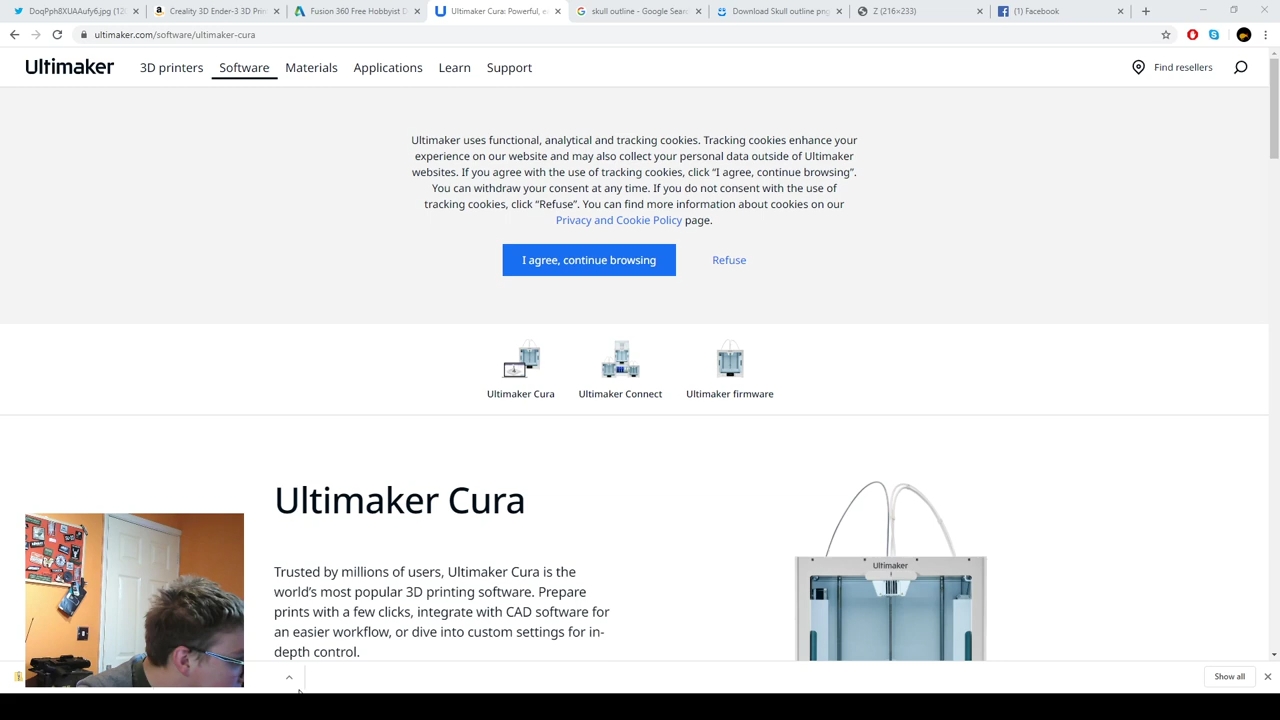 DoqPph8XUAAufy6.jpg (12
Creality 3D Ender-3 3D Prin
Fusion 360 Free Hobbyist D
Ultimaker Cura: Powerful, e
skull outline - Google Sear
Download Skull outline png
Z (216×233)
(1) Facebook
ultimaker.com/software/ultimaker-cura
Ultimaker 3D printers Software Materials Applications Learn Support Find resellers
Ultimaker uses functional, analytical and tracking cookies. Tracking cookies enhance your
experience on our website and may also collect your personal data outside of Ultimaker
websites. If you agree with the use of tracking cookies, click “I agree, continue browsing”.
You can withdraw your consent at any time. If you do not consent with the use of
tracking cookies, click “Refuse”. You can find more information about cookies on our
Privacy and Cookie Policy page.
I agree, continue browsing Refuse
Ultimaker Cura Ultimaker Connect Ultimaker firmware
Ultimaker Cura
Ultimaker
Trusted by millions of users, Ultimaker Cura is the
world’s most popular 3D printing software. Prepare
prints with a few clicks, integrate with CAD software for
an easier workflow, or dive into custom settings for in-
depth control.
Show all